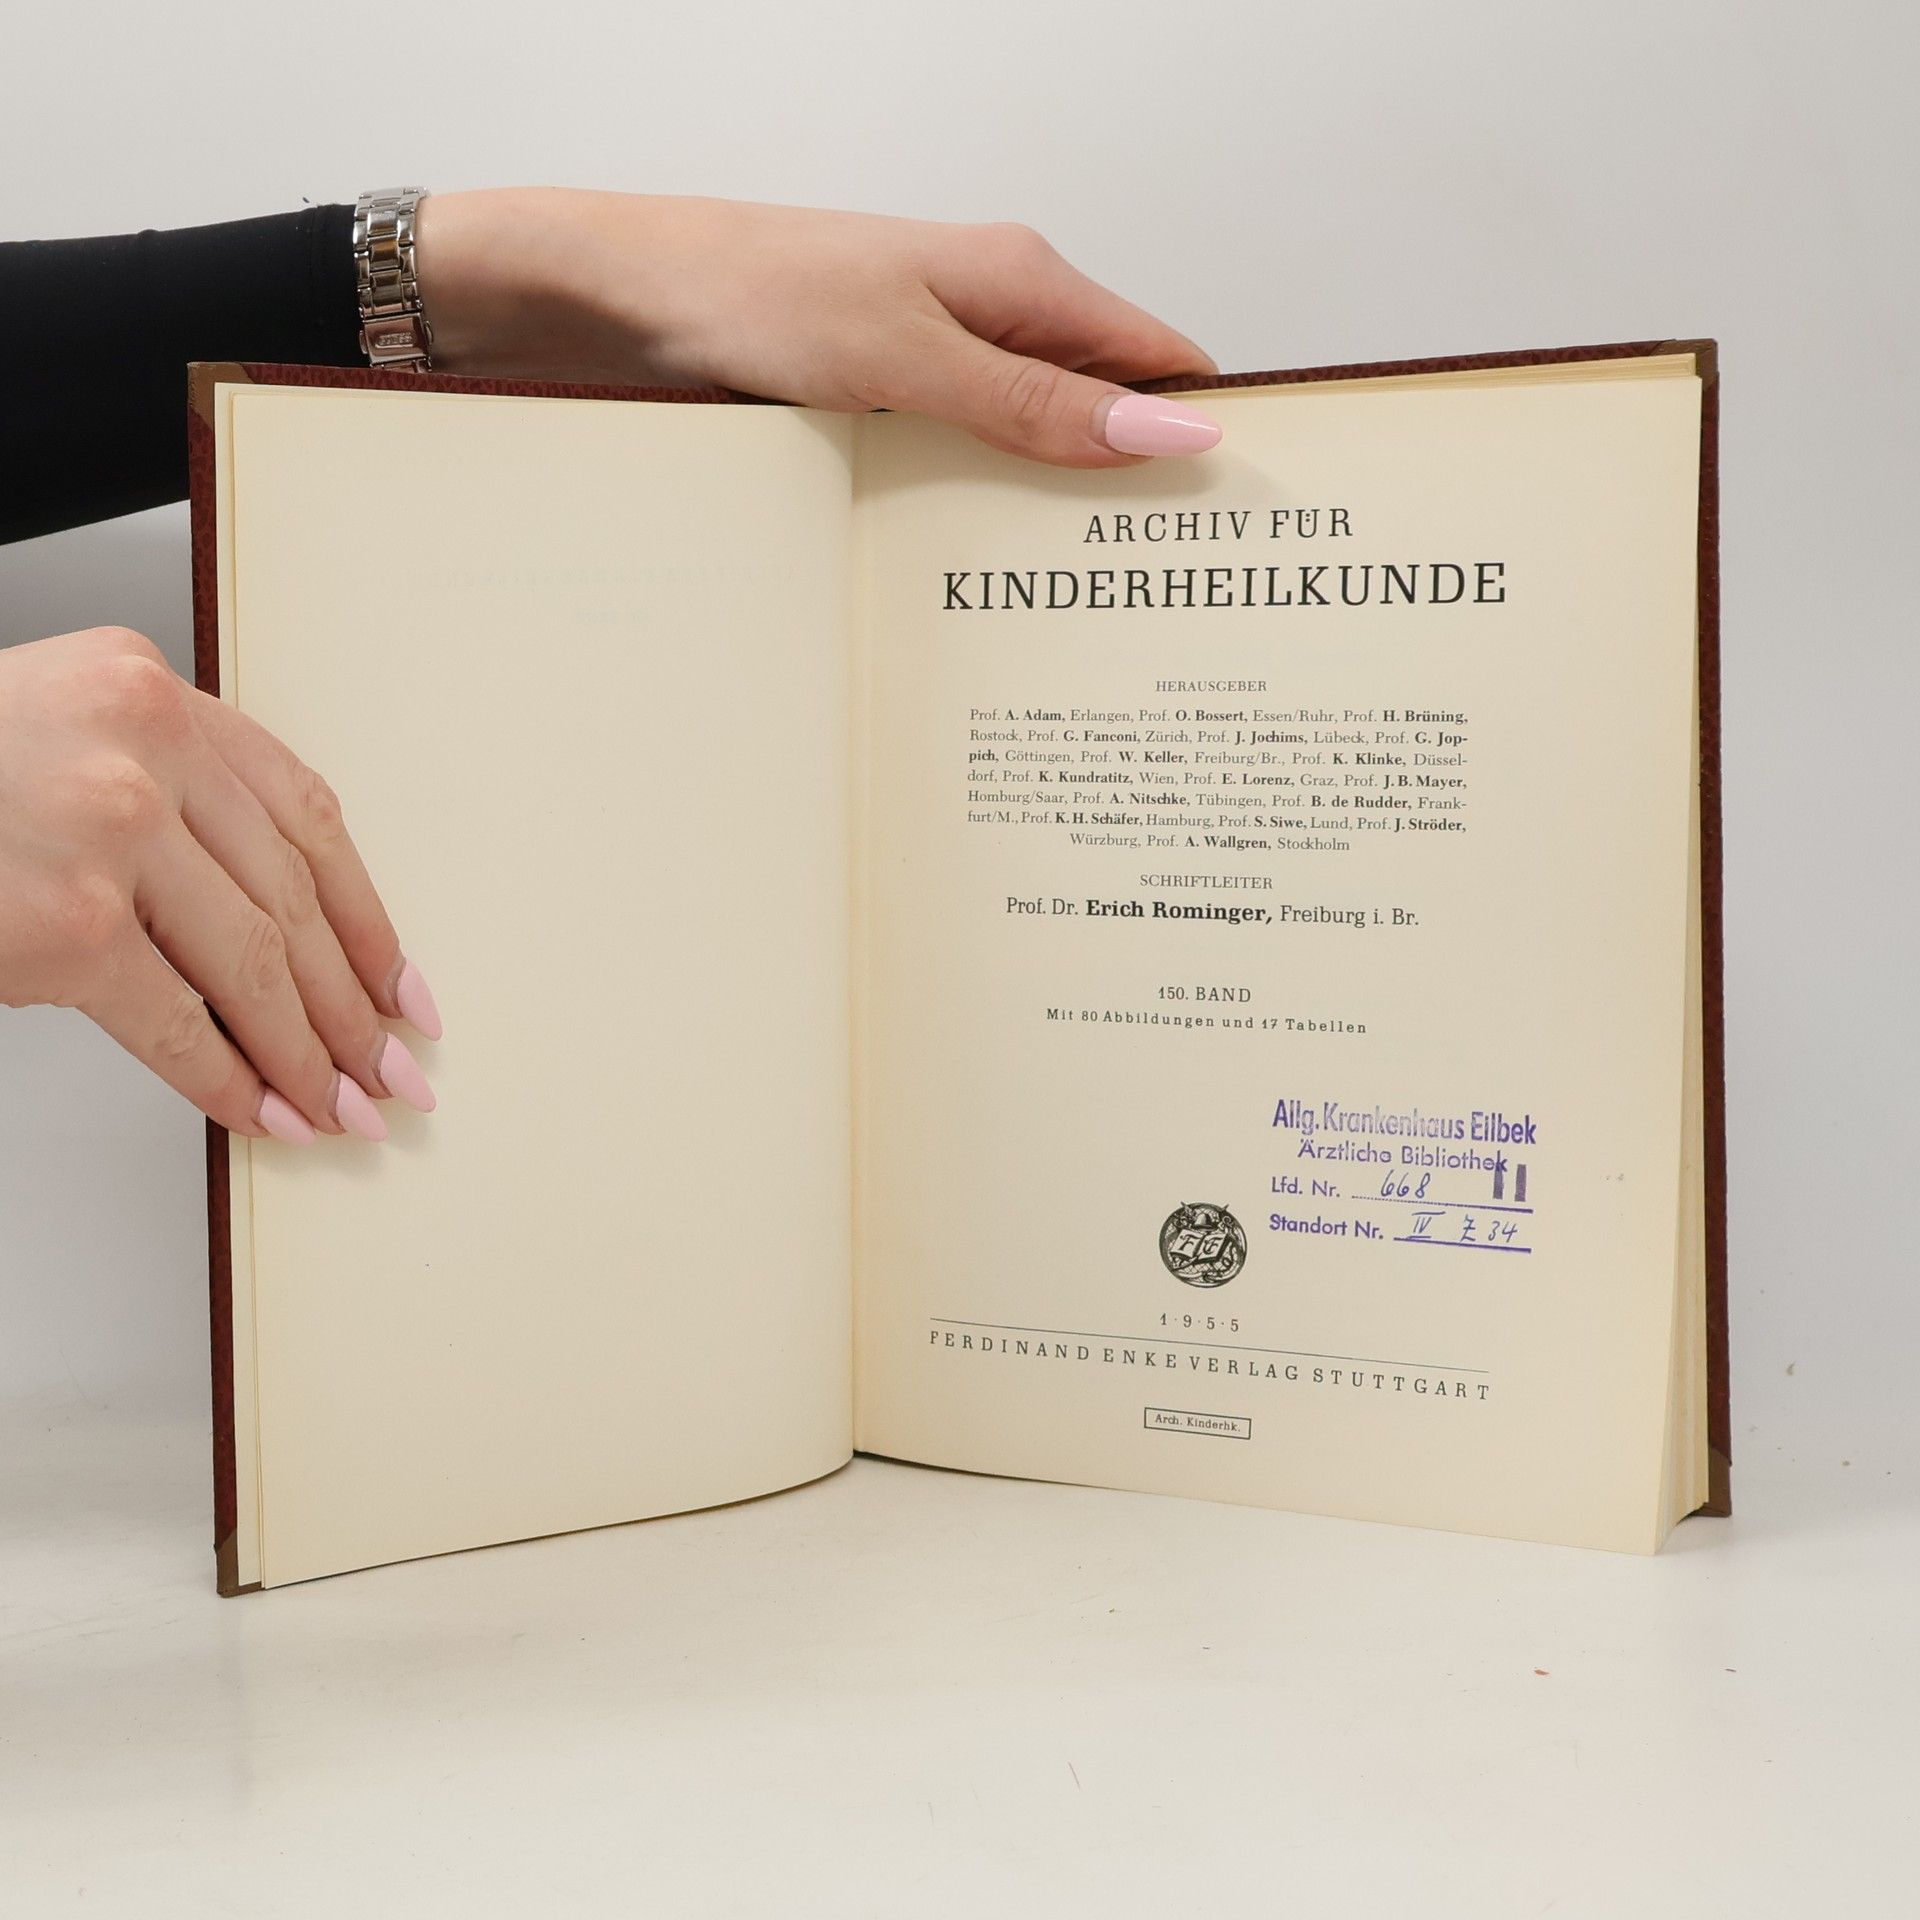 ARCHIV FÜR
KINDERHEILKUNDE
HERAUSGEBER
Prof. A. Adam, Erlangen, Prof. O. Bossert, Essen/Ruhr, Prof. H. Brüning,
Rostock, Prof. G. Fanconi, Zürich, Prof. J. Jochims, Lübeck, Prof. G. Jop-
pich, Göttingen, Prof. W. Keller, Freiburg/Br., Prof. K. Klinke, Düssel-
dorf, Prof. K. Kundratitz, Wien, Prof. E. Lorenz, Graz, Prof. J. B. Mayer,
Homburg/Saar, Prof. A. Nitschke, Tübingen, Prof. B. de Rudder, Frank-
furt/M., Prof. K. H. Schäfer, Hamburg, Prof. S. Siwe, Lund, Prof. J. Ströder,
Würzburg, Prof. A. Wallgren, Stockholm
SCHRIFTLEITER
Prof. Dr. Erich Rominger, Freiburg i. Br.
150. BAND
Mit 80 Abbildungen und 17 Tabellen
Allg. Krankenhaus Eilbek
Ärztliche Bibliothek
Lfd. Nr. 668 II
Standort Nr. IV Z 34
F E
1·9·5·5
FERDINAND ENKE VERLAG STUTTGART
Arch. Kinderhk.